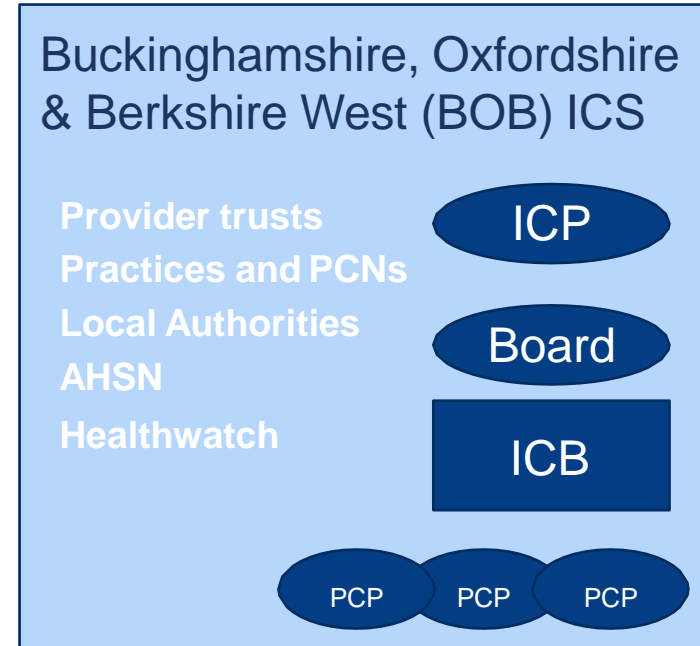 Buckinghamshire, Oxfordshire
& Berkshire West (BOB) ICS
Provider trusts
Practices and PCNs
Local Authorities
AHSN
Healthwatch
ICP
Board
ICB
PCP PCP PCP